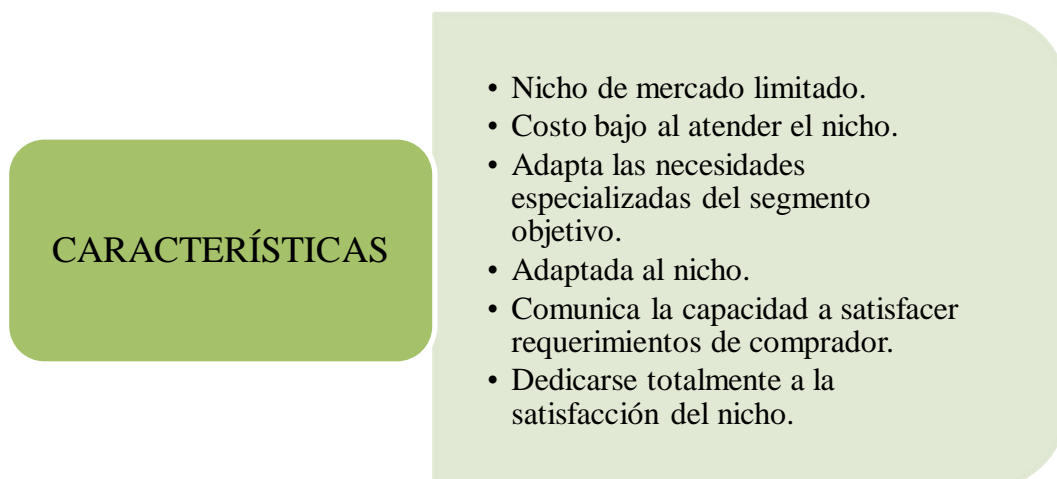 CARACTERÍSTICAS
• Nicho de mercado limitado.
• Costo bajo al atender el nicho.
• Adapta las necesidades
especializadas del segmento
objetivo.
• Adaptada al nicho.
• Comunica la capacidad a satisfacer
requerimientos de comprador.
• Dedicarse totalmente a la
satisfacción del nicho.